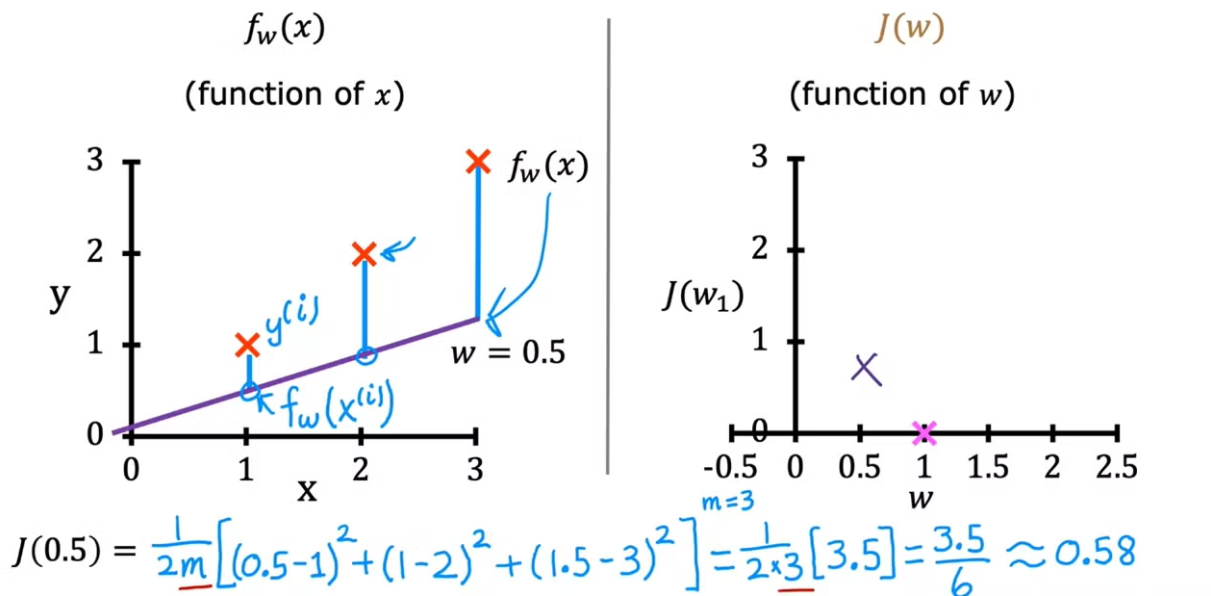 f_w(x)
(function of x)
3
2
1
0
y
0 1 2 3
x
y^(i)
f_w(x^(i))
f_w(x)
w = 0.5
J(w)
(function of w)
3
2
1
0
J(w₁)
-0.5 0 0.5 1 1.5 2 2.5
w
m=3
J(0.5) = 1/2m [(0.5-1)²+(1-2)²+(1.5-3)²] = 1/2×3 [3.5] = 3.5/6 ≈ 0.58